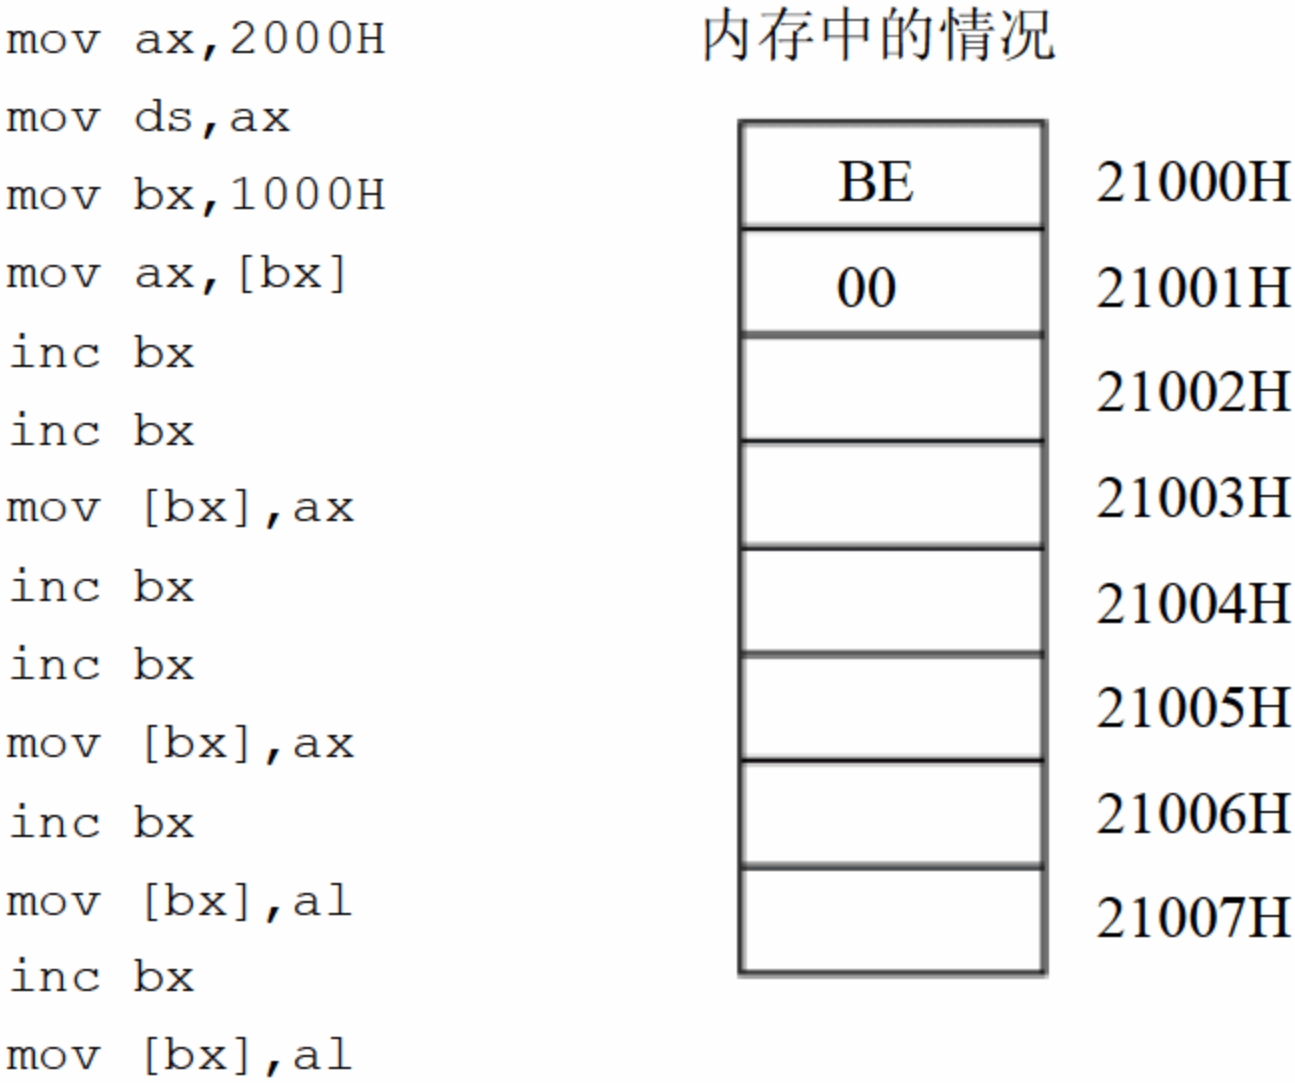 mov ax,2000H
mov ds,ax
mov bx,1000H
mov ax,[bx]
inc bx
inc bx
mov [bx],ax
inc bx
inc bx
mov [bx],ax
inc bx
mov [bx],al
inc bx
mov [bx],al
内存中的情况
BE 21000H
00 21001H
21002H
21003H
21004H
21005H
21006H
21007H